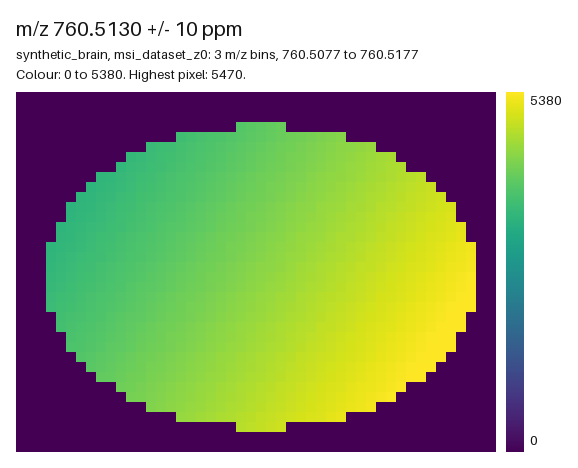 m/z 760.5130 +/- 10 ppm
synthetic_brain, msi_dataset_z0: 3 m/z bins, 760.5077 to 760.5177
Colour: 0 to 5380. Highest pixel: 5470.
5380
0